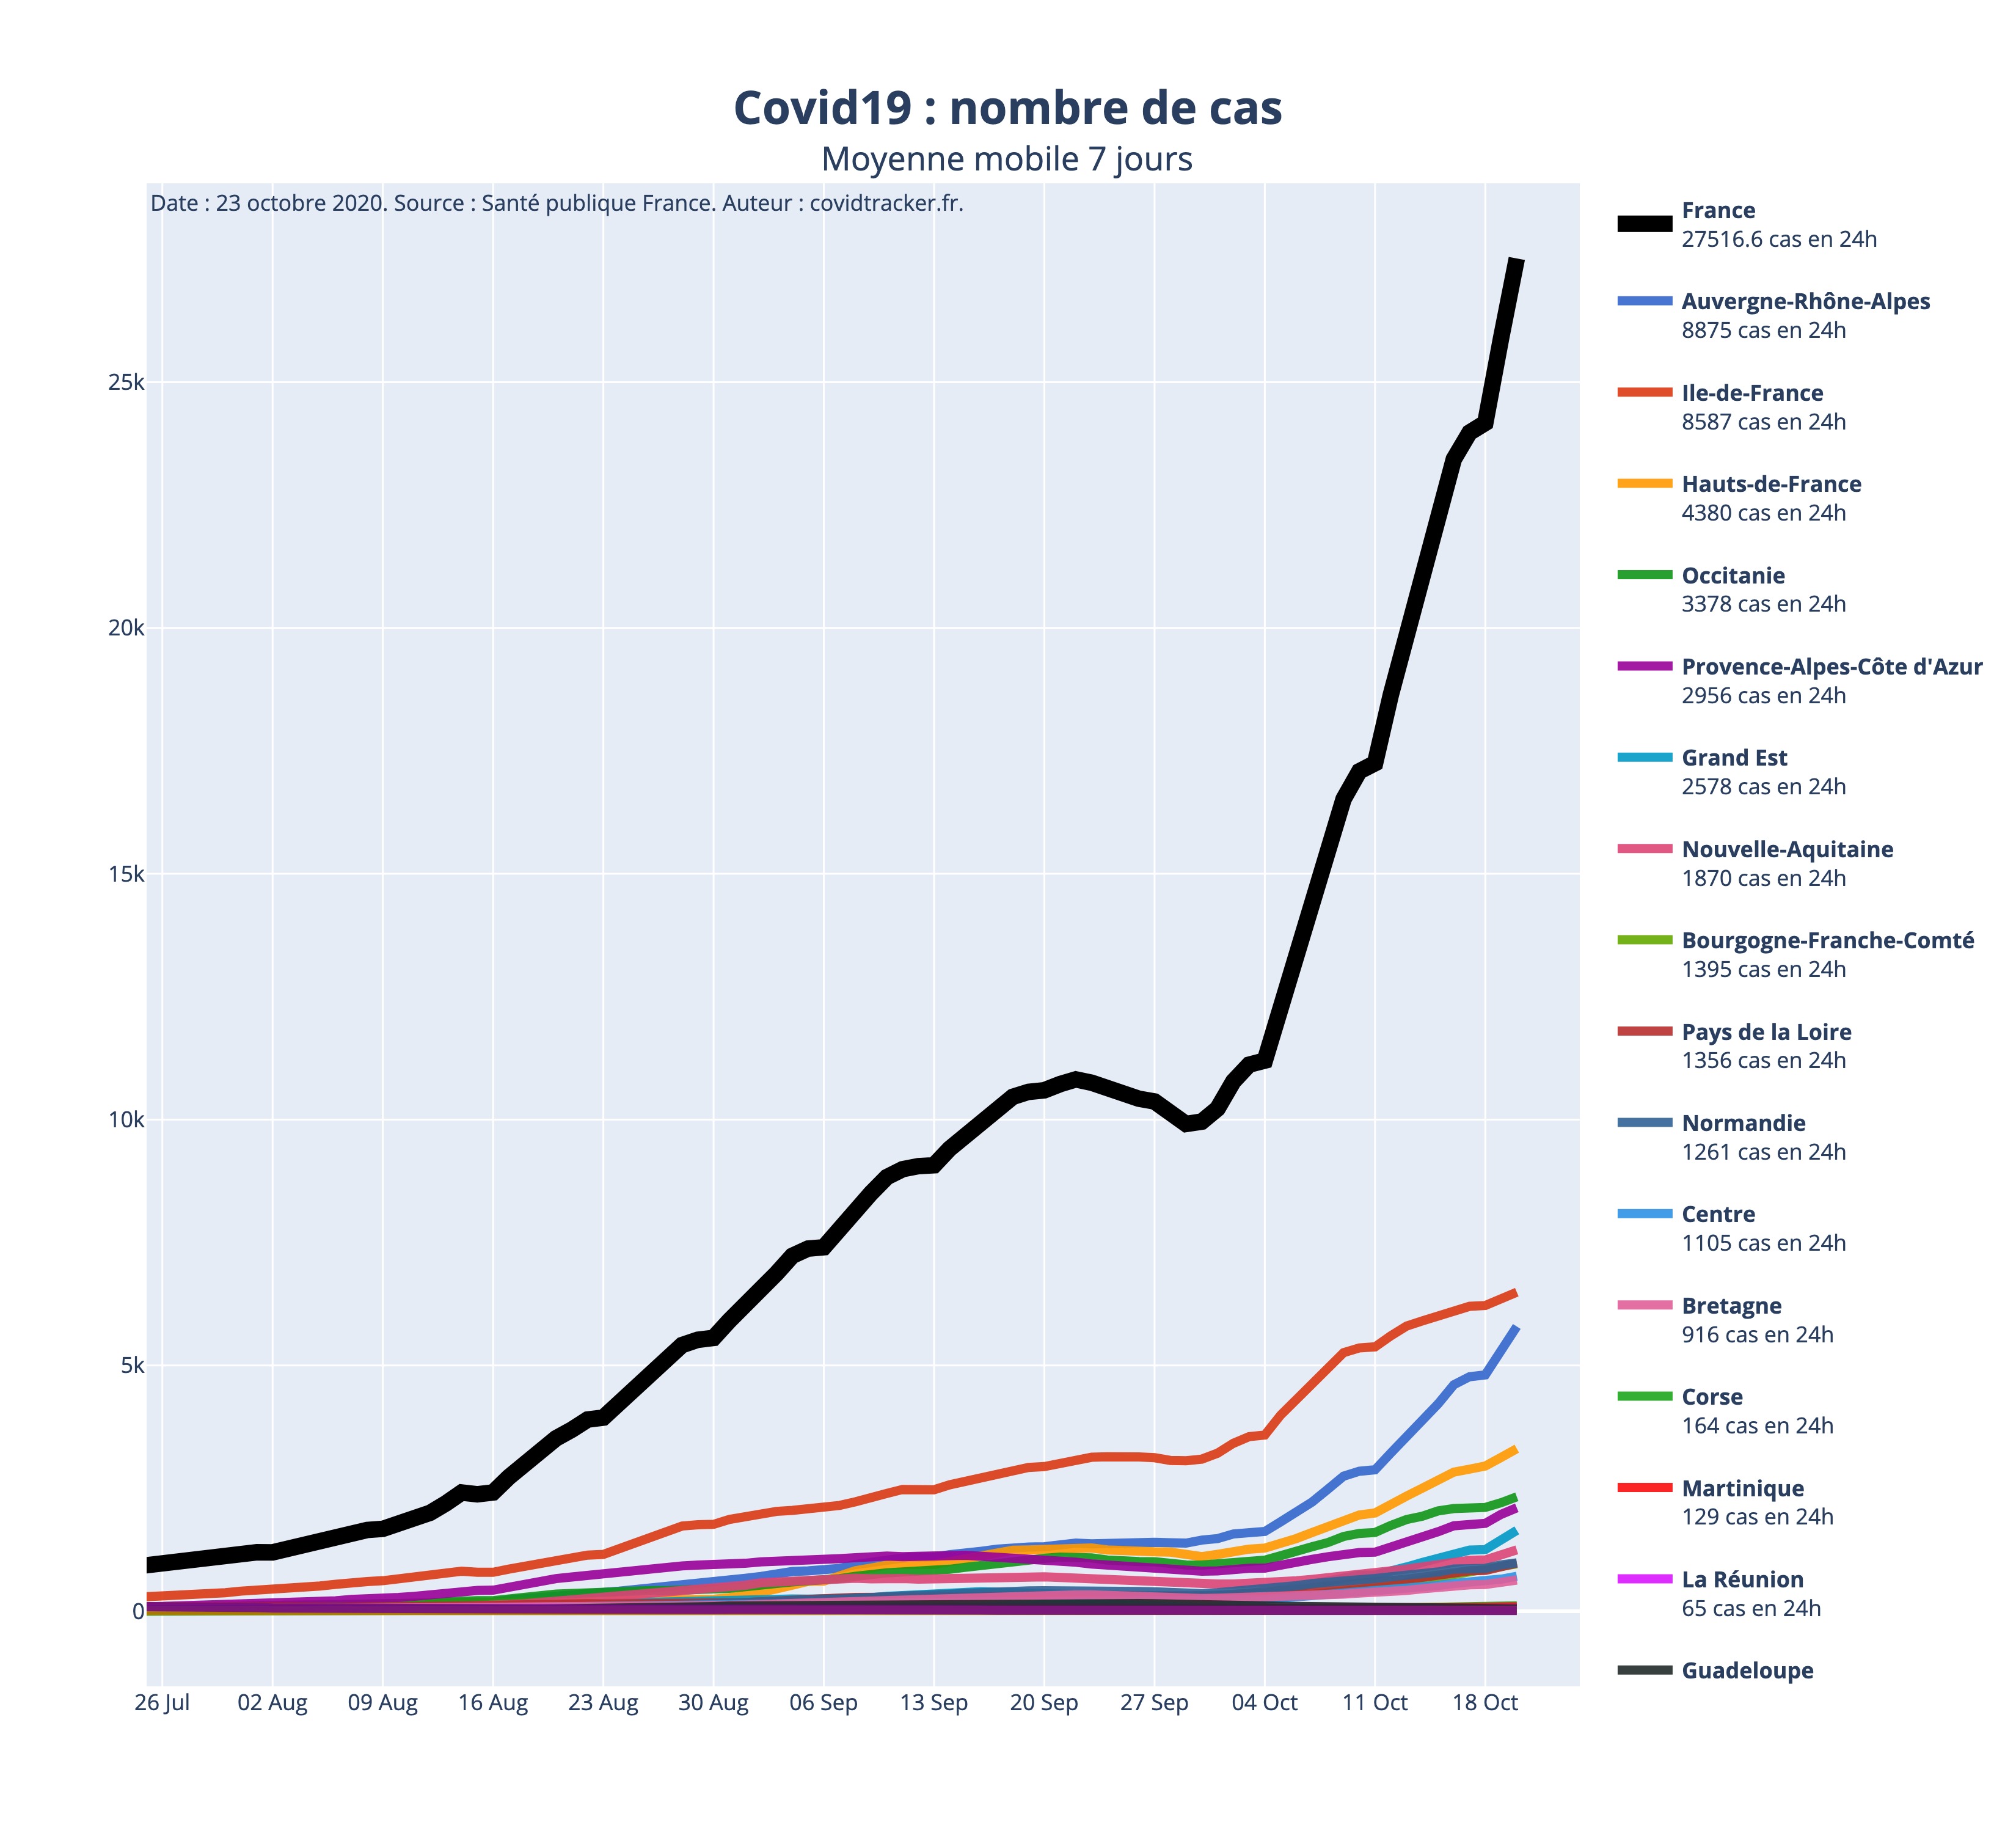 Covid19 : nombre de cas
Moyenne mobile 7 jours
Date : 23 octobre 2020. Source : Santé publique France. Auteur : covidtracker.fr.
25k
20k
15k
10k
5k
0
26 Jul 02 Aug 09 Aug 16 Aug 23 Aug 30 Aug 06 Sep 13 Sep 20 Sep 27 Sep 04 Oct 11 Oct 18 Oct
France
27516.6 cas en 24h
Auvergne-Rhône-Alpes
8875 cas en 24h
Ile-de-France
8587 cas en 24h
Hauts-de-France
4380 cas en 24h
Occitanie
3378 cas en 24h
Provence-Alpes-Côte d'Azur
2956 cas en 24h
Grand Est
2578 cas en 24h
Nouvelle-Aquitaine
1870 cas en 24h
Bourgogne-Franche-Comté
1395 cas en 24h
Pays de la Loire
1356 cas en 24h
Normandie
1261 cas en 24h
Centre
1105 cas en 24h
Bretagne
916 cas en 24h
Corse
164 cas en 24h
Martinique
129 cas en 24h
La Réunion
65 cas en 24h
Guadeloupe